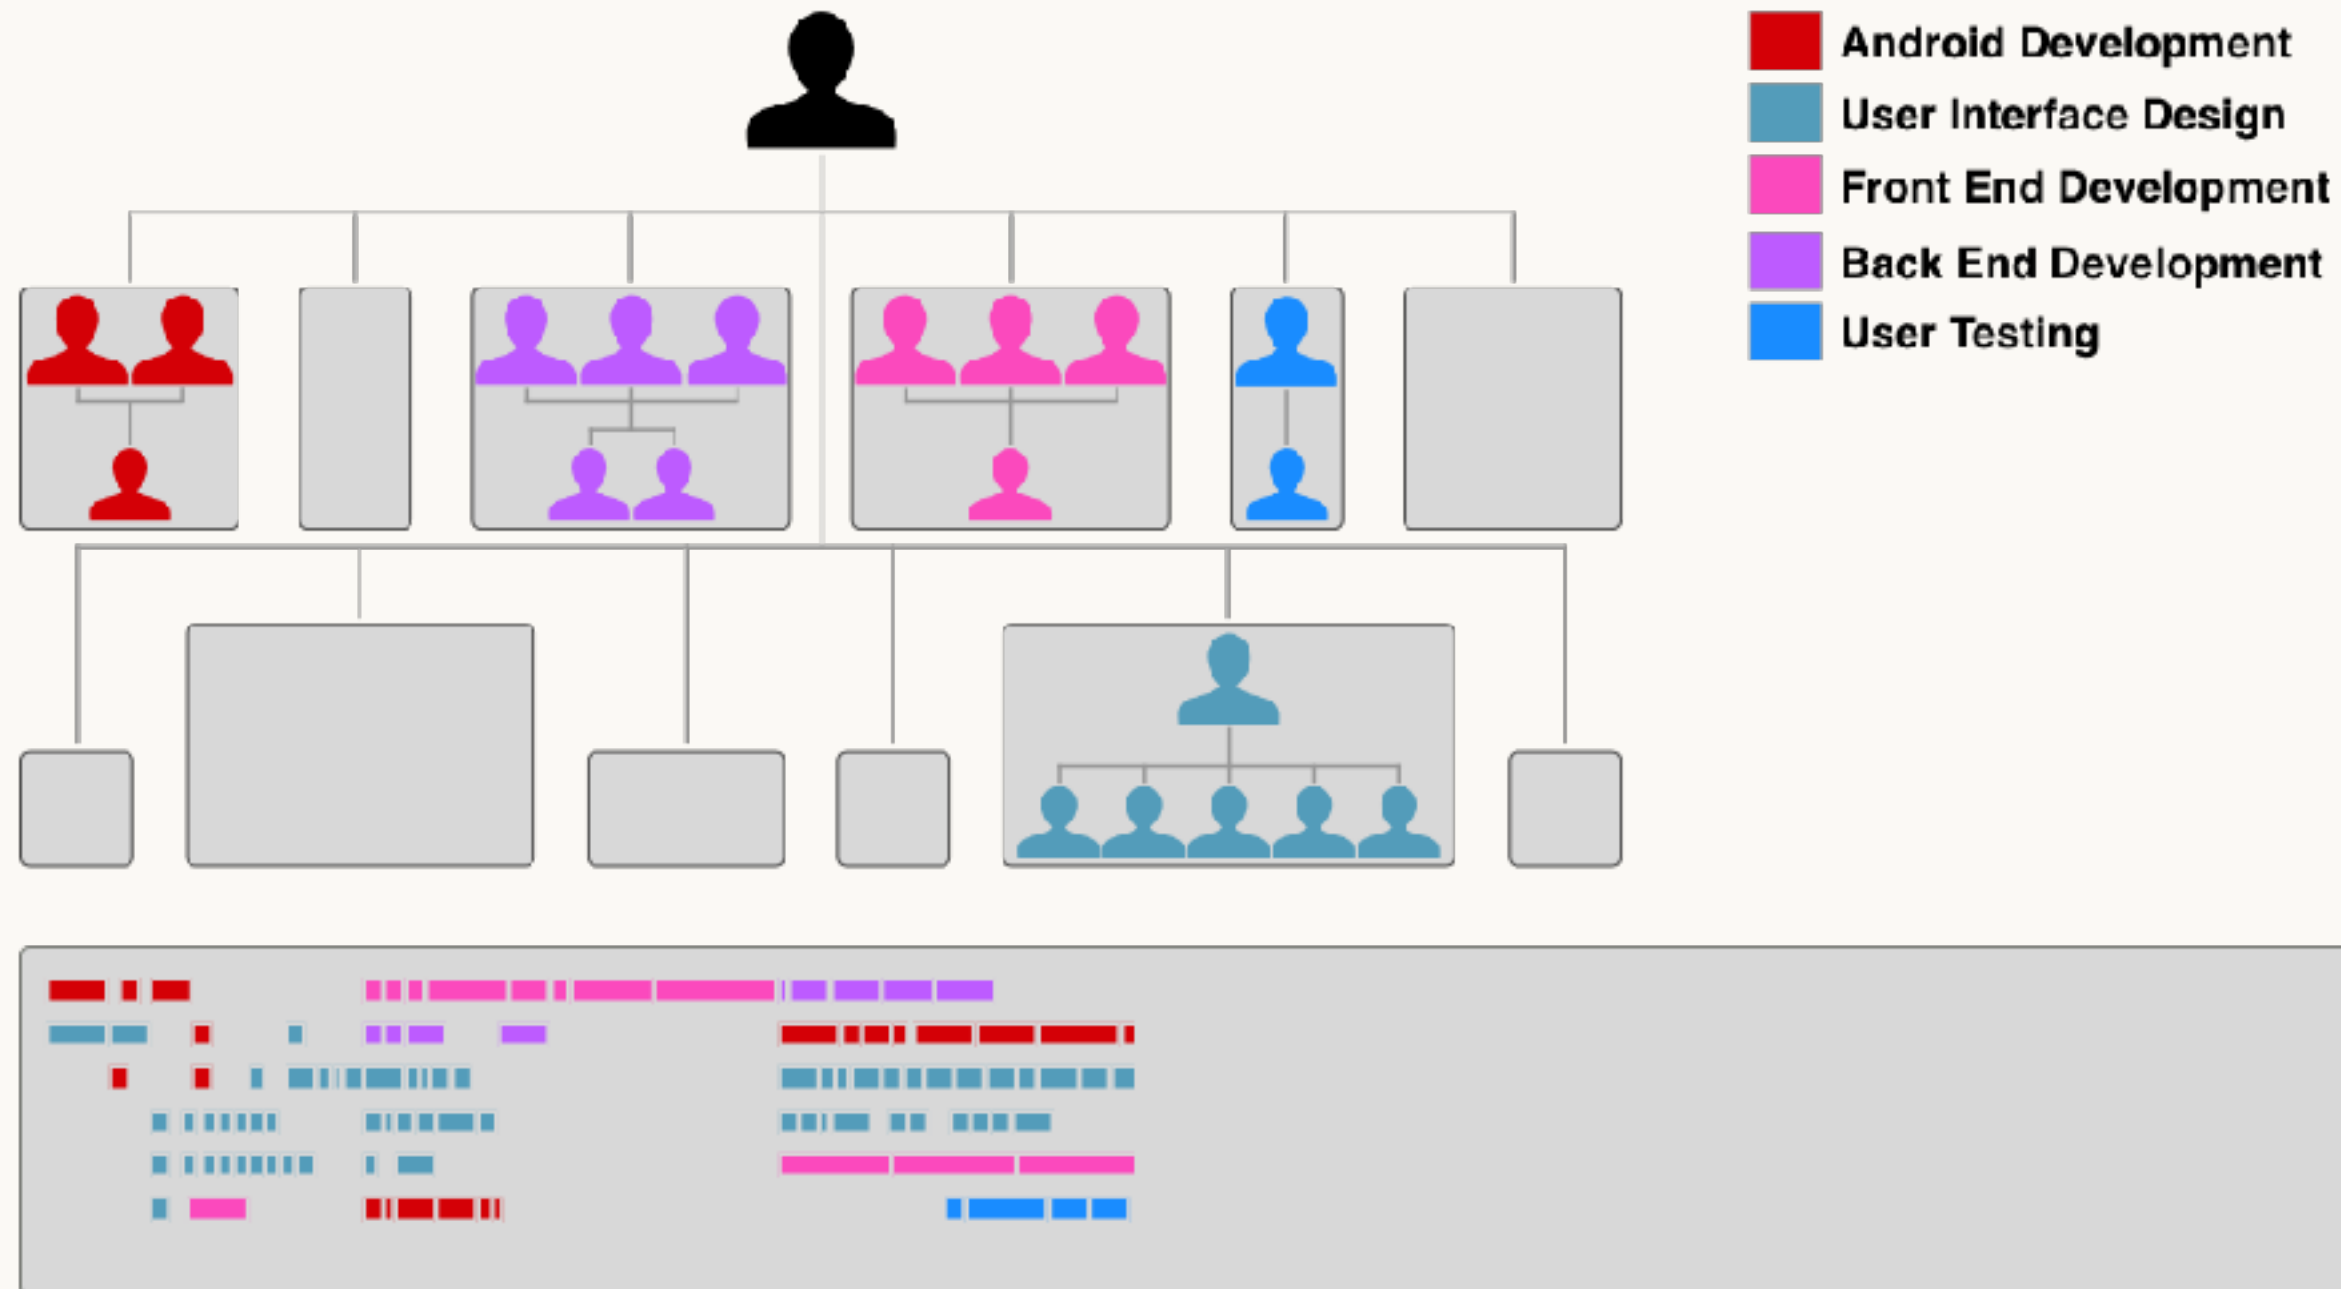 Android Development
User Interface Design
Front End Development
Back End Development
User Testing